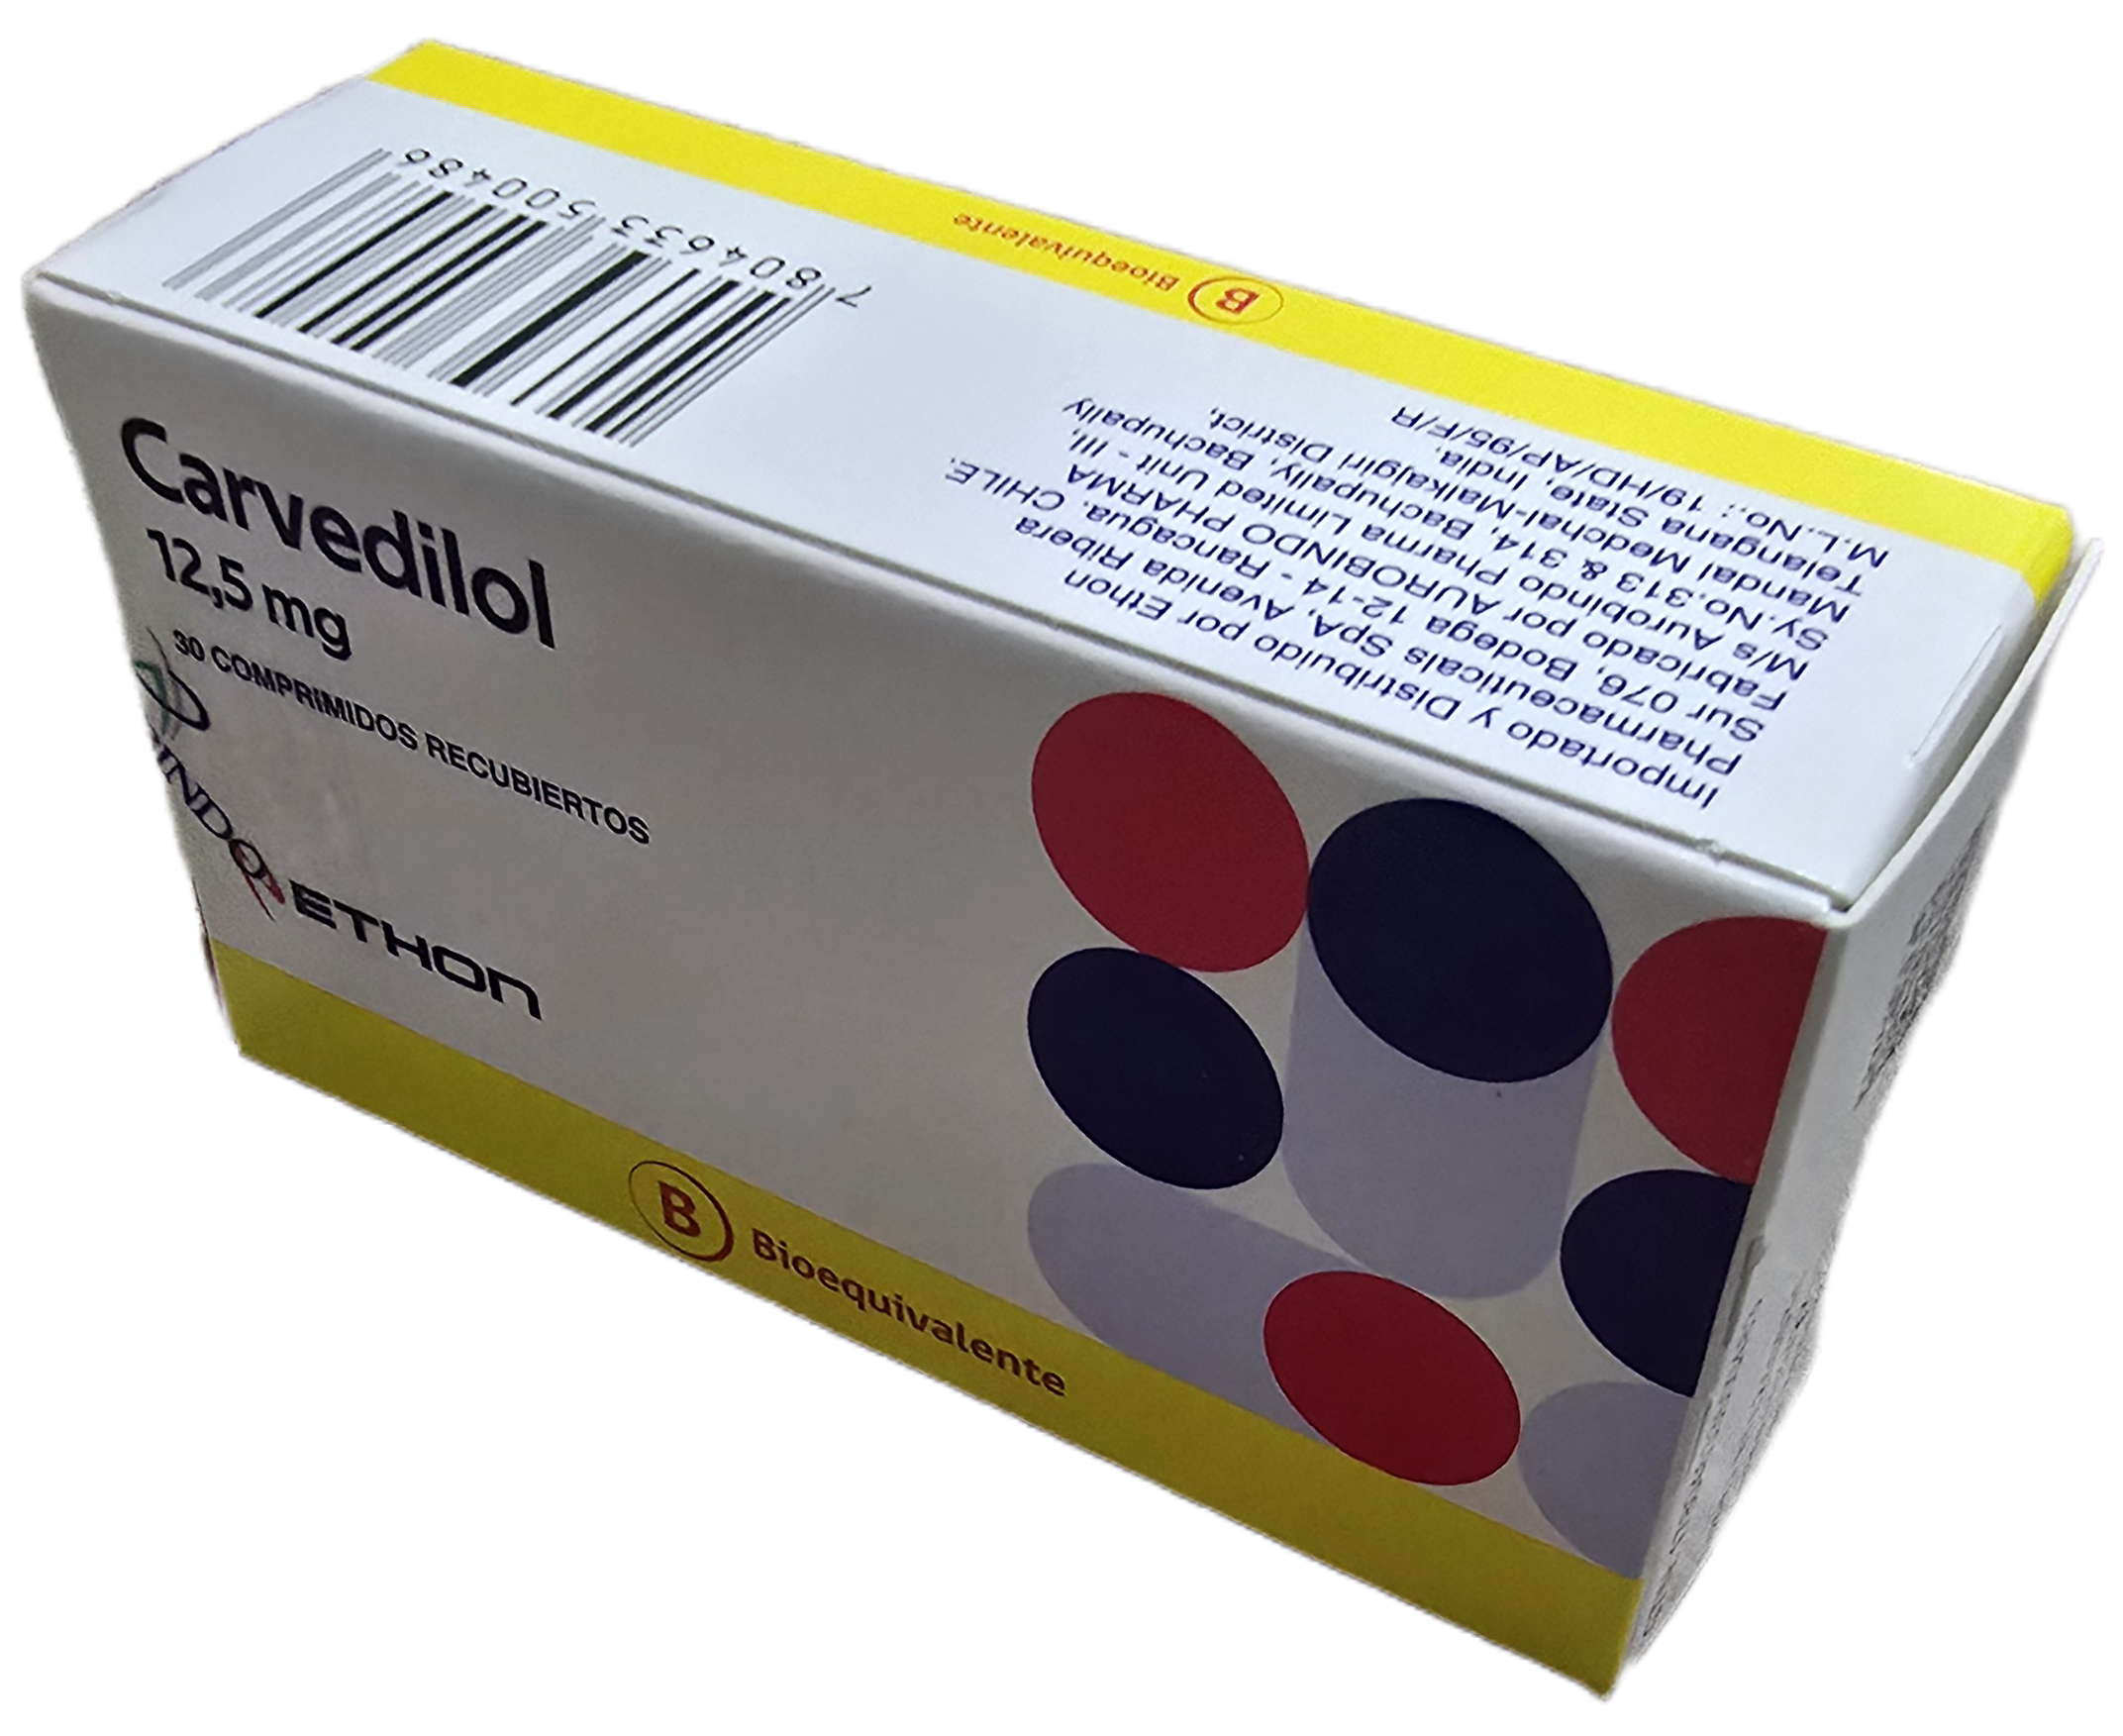 Carvedilol
12,5 mg
30 COMPRIMIDOS RECUBIERTOS
INDO
ETHON
B Bioequivalente
7 804633 500486
Importado y Distribuido por Ethon
Pharmaceuticals SpA, Avenida Ribera
Sur 076, Bodega 12-14 - Rancagua, CHILE.
Fabricado por AUROBINDO PHARMA
M/s Aurobindo Pharma Limited Unit - III,
Sy.No.313 & 314, Bachupally, Bachupally
Mandal Medchal-Malkajgiri District,
Telangana State, India.
M.L.No.: 19/HD/AP/95/F/R
B Bioequivalente